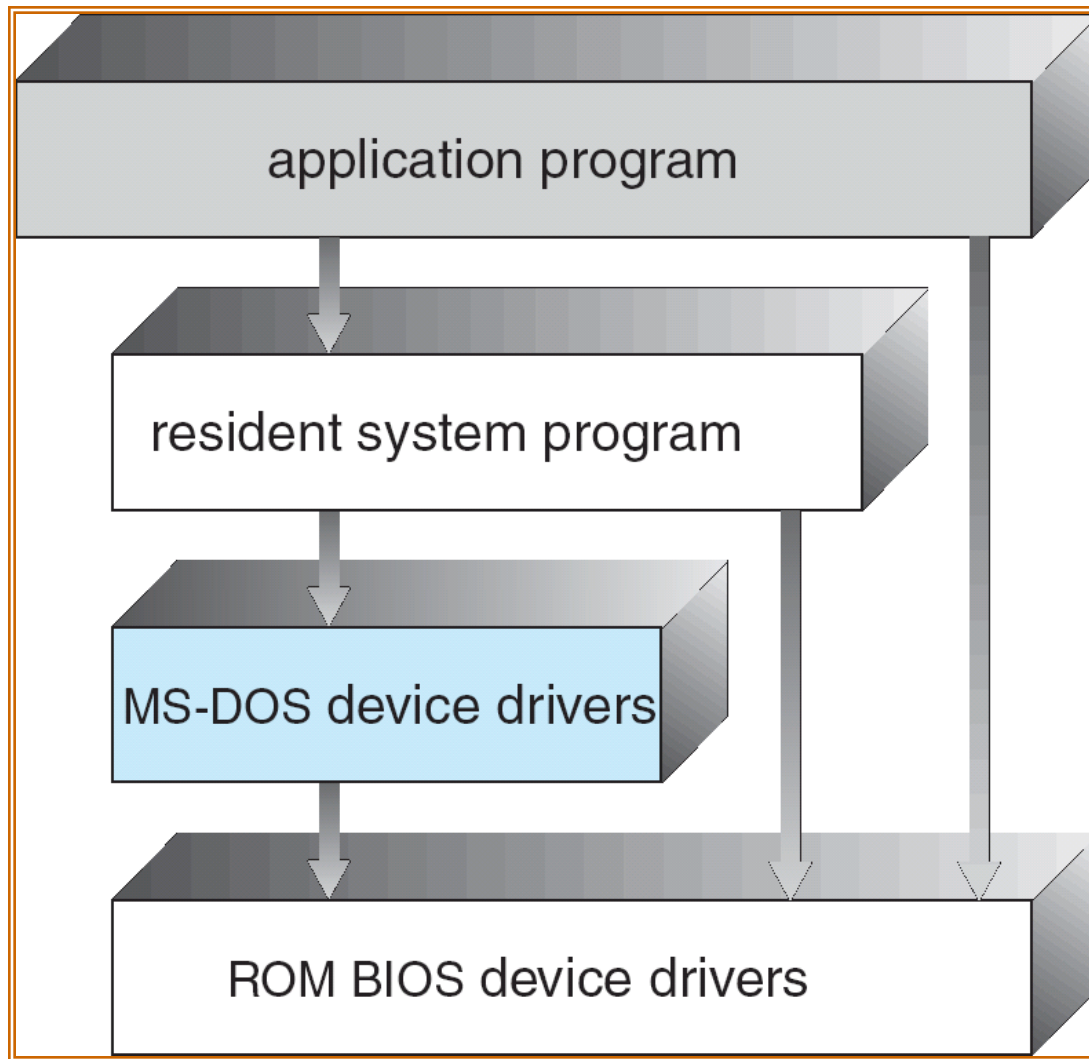 application program
resident system program
MS-DOS device drivers
ROM BIOS device drivers